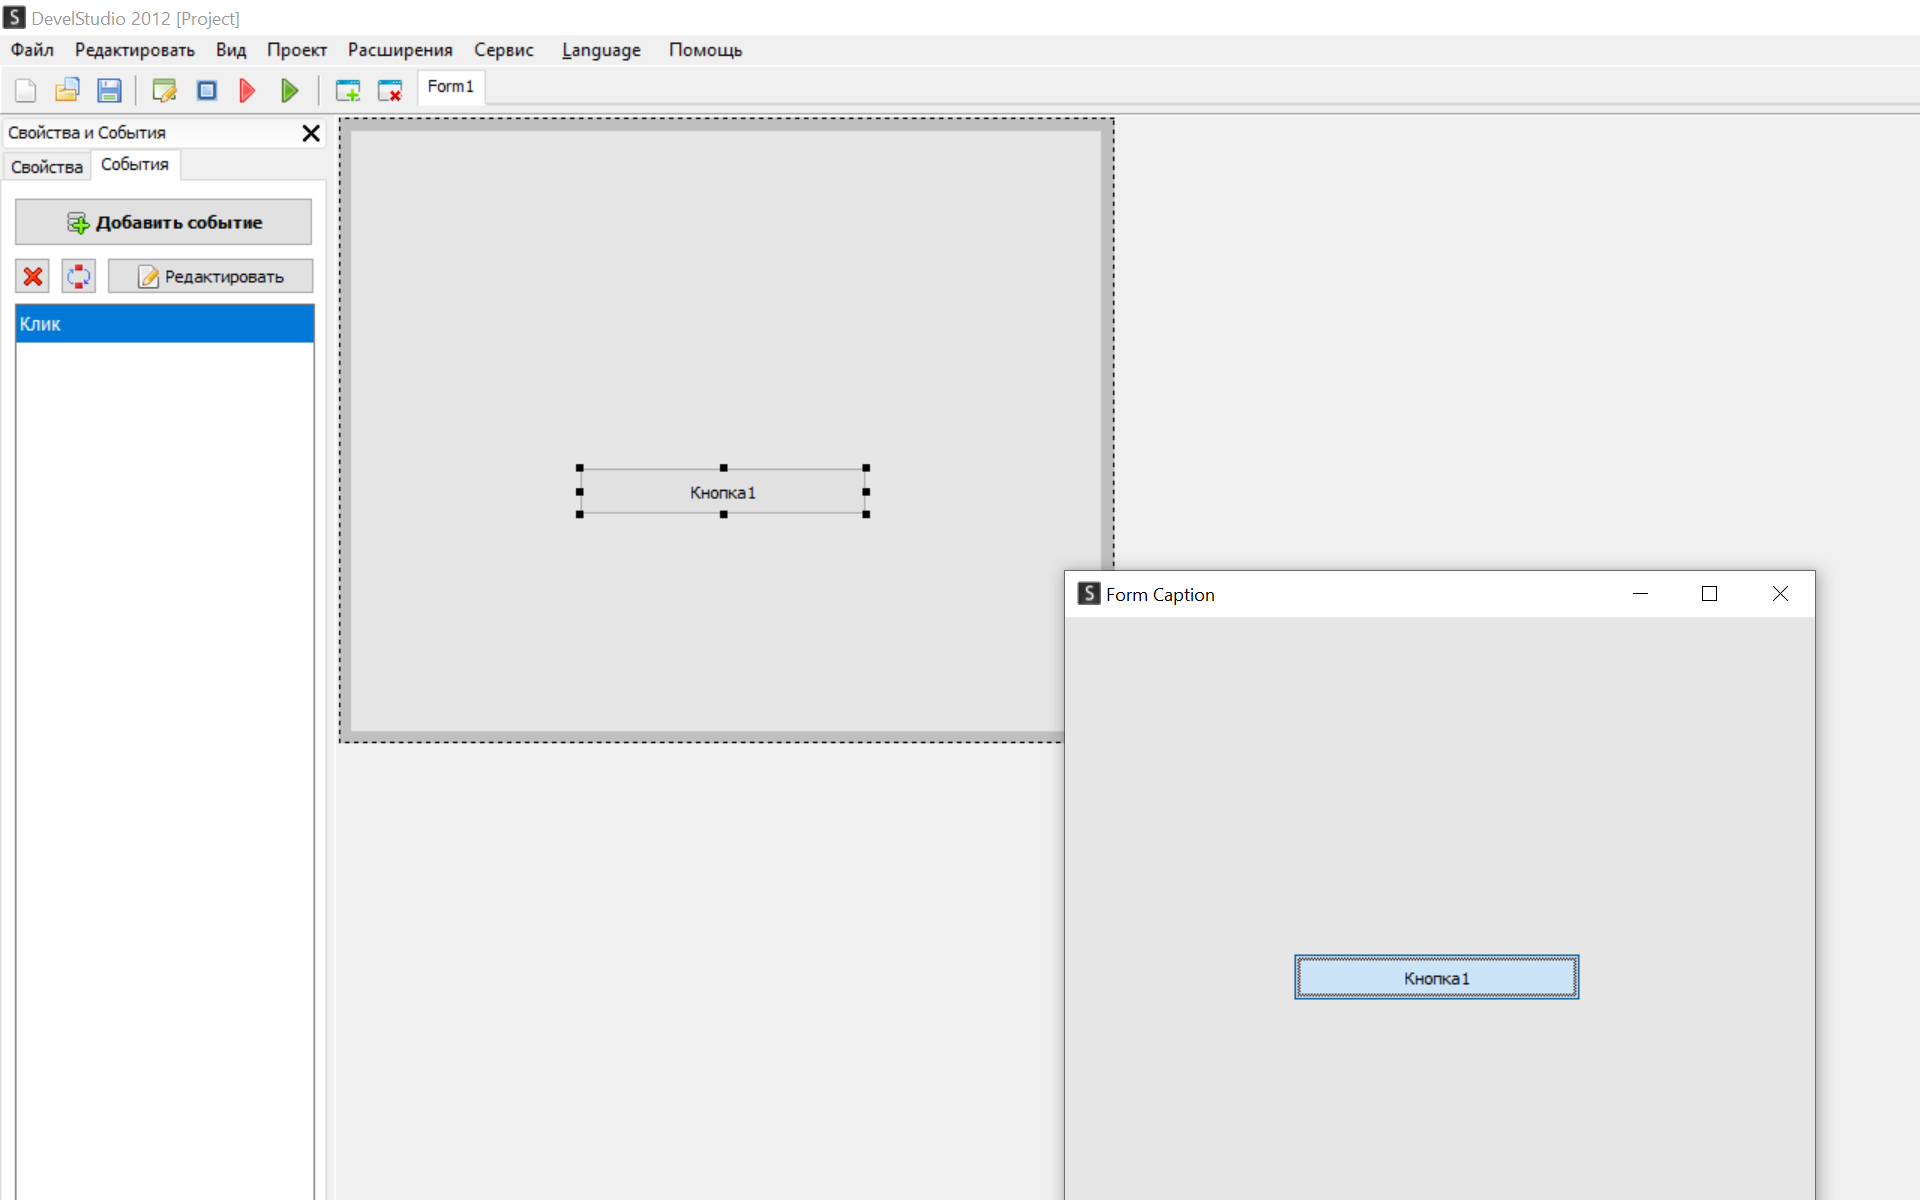 S DevelStudio 2012 [Project]
Файл Редактировать Вид Проект Расширения Сервис Language Помощь
Form1
Свойства и События
Свойства События
Добавить событие
Редактировать
Клик
Кнопка1
S Form Caption
Кнопка1